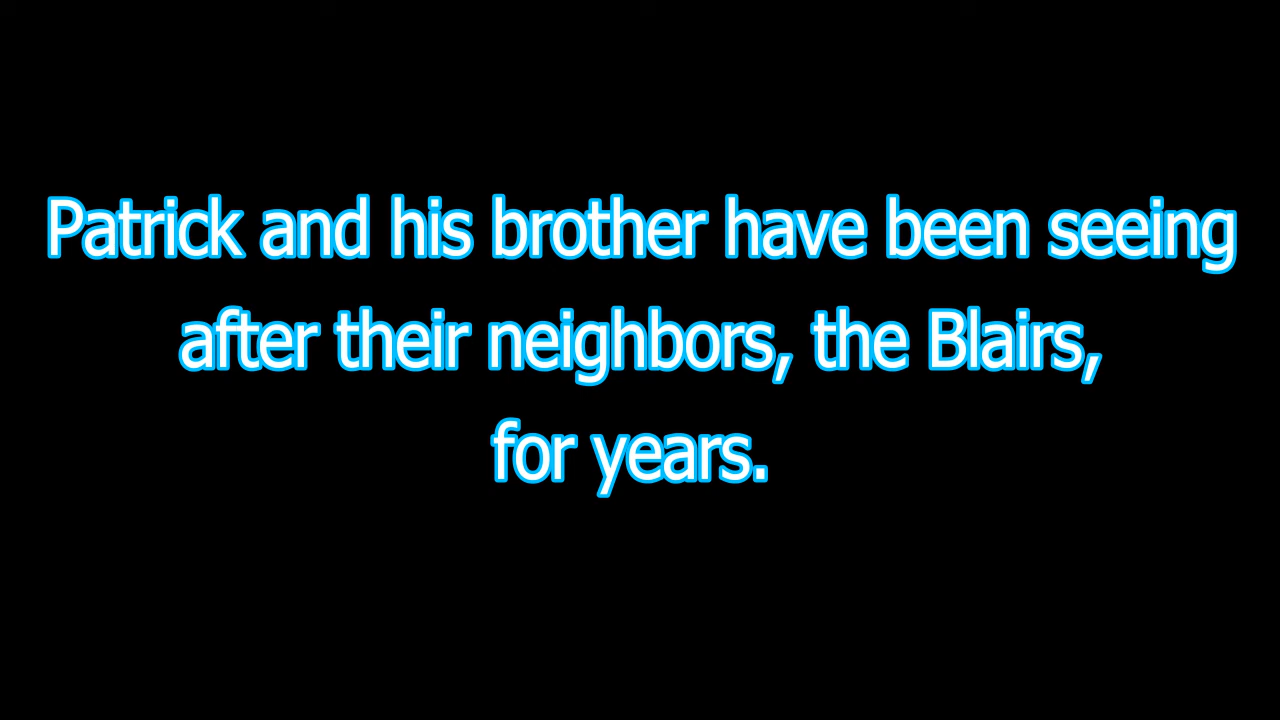 Patrick and his brother have been seeing
after their neighbors, the Blairs,
for years.